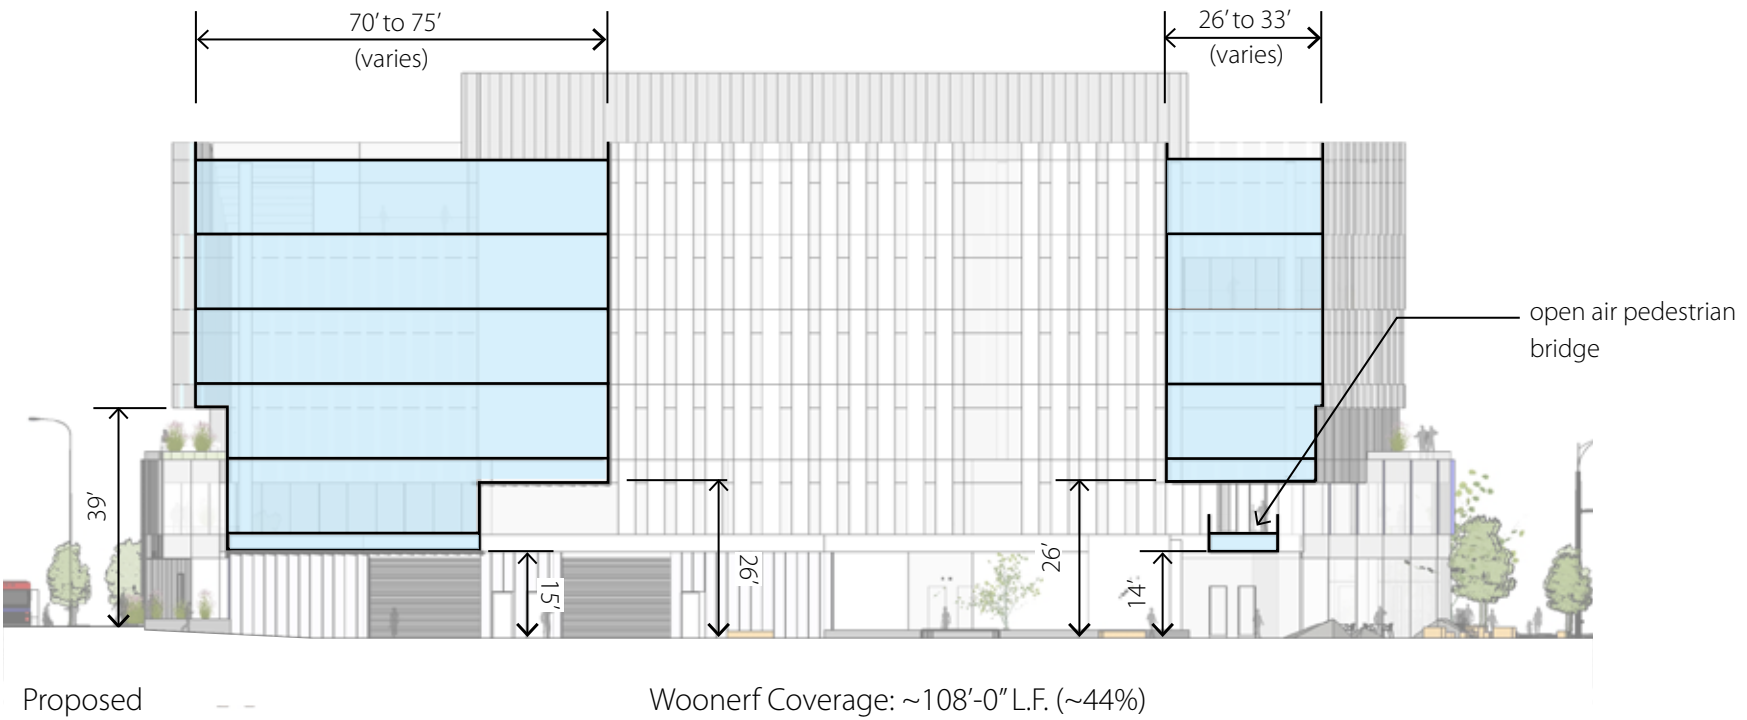 70' to 75'
(varies)
26' to 33'
(varies)
open air pedestrian
bridge
39'
15'
26'
26'
14'
Proposed
Woonerf Coverage: ~108'-0" L.F. (~44%)